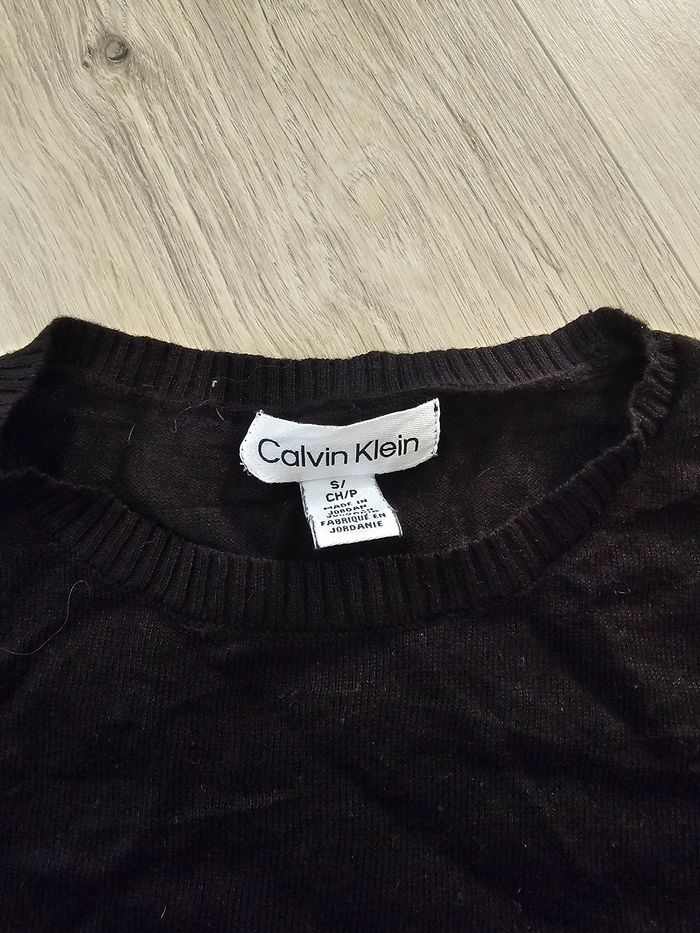 Calvin Klein
S/
CH/P
MADE IN
JORDAN
FABRIQUÉ EN
JORDANIE